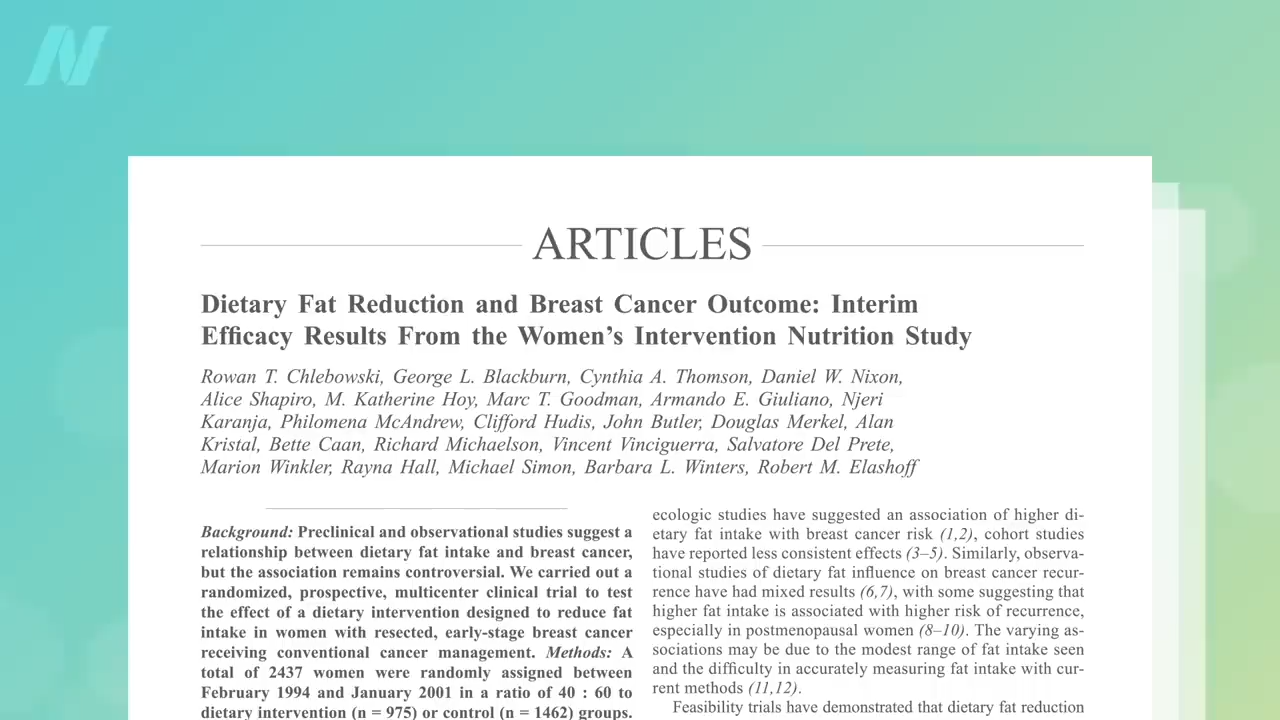 ARTICLES
Dietary Fat Reduction and Breast Cancer Outcome: Interim
Efficacy Results From the Women's Intervention Nutrition Study
Rowan T. Chlebowski, George L. Blackburn, Cynthia A. Thomson, Daniel W. Nixon,
Alice Shapiro, M. Katherine Hoy, Marc T. Goodman, Armando E. Giuliano, Njeri
Karanja, Philomena McAndrew, Clifford Hudis, John Butler, Douglas Merkel, Alan
Kristal, Bette Caan, Richard Michaelson, Vincent Vinciguerra, Salvatore Del Prete,
Marion Winkler, Rayna Hall, Michael Simon, Barbara L. Winters, Robert M. Elashoff
Background: Preclinical and observational studies suggest a
relationship between dietary fat intake and breast cancer,
but the association remains controversial. We carried out a
randomized, prospective, multicenter clinical trial to test
the effect of a dietary intervention designed to reduce fat
intake in women with resected, early-stage breast cancer
receiving conventional cancer management. Methods: A
total of 2437 women were randomly assigned between
February 1994 and January 2001 in a ratio of 40 : 60 to
dietary intervention (n = 975) or control (n = 1462) groups.
ecologic studies have suggested an association of higher di-
etary fat intake with breast cancer risk (1,2), cohort studies
have reported less consistent effects (3–5). Similarly, observa-
tional studies of dietary fat influence on breast cancer recur-
rence have had mixed results (6,7), with some suggesting that
higher fat intake is associated with higher risk of recurrence,
especially in postmenopausal women (8–10). The varying as-
sociations may be due to the modest range of fat intake seen
and the difficulty in accurately measuring fat intake with cur-
rent methods (11,12).
Feasibility trials have demonstrated that dietary fat reduction